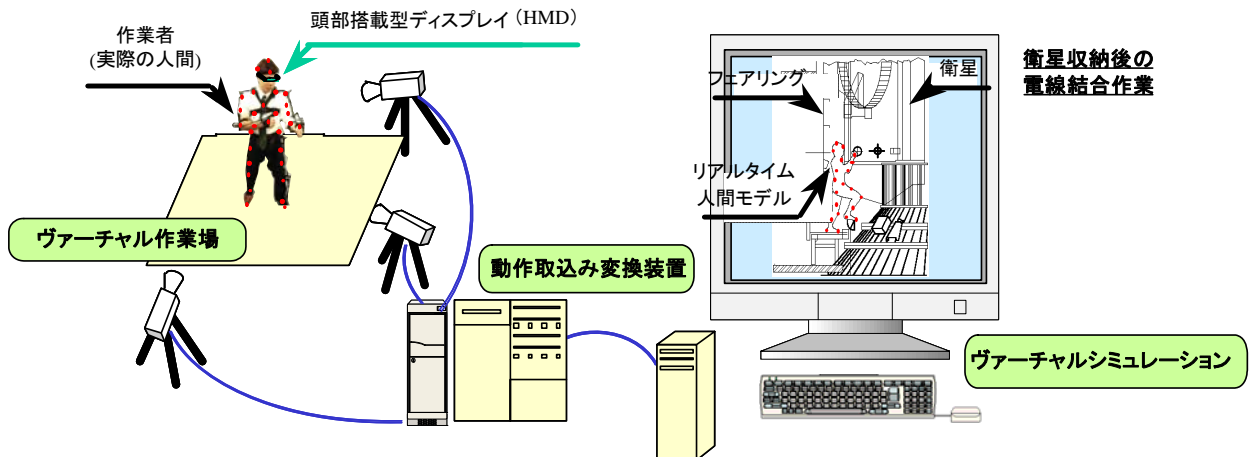 頭部搭載型ディスプレイ（HMD）
作業者
(実際の人間)
ヴァーチャル作業場
動作取込み変換装置
フェアリング
衛星
リアルタイム
人間モデル
衛星収納後の
電線結合作業
ヴァーチャルシミュレーション